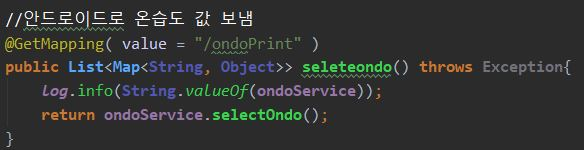 //안드로이드로 온습도 값 보냄
@GetMapping( value = "/ondoPrint" )
public List<Map<String, Object>> seleteondo() throws Exception{
log.info(String.valueOf(ondoService));
return ondoService.selectOndo();
}